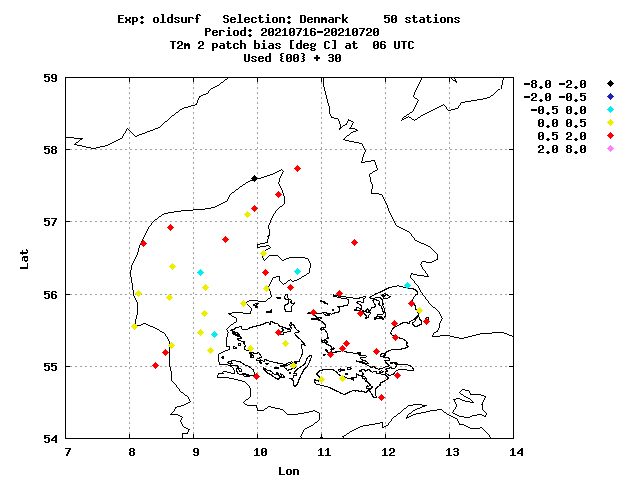 Exp: oldsurf   Selection: Denmark     50 stations
Period: 20210716-20210720
T2m 2 patch bias [deg C] at  06 UTC
Used {00} + 30
-8.0 -2.0
-2.0 -0.5
-0.5 0.0
0.0 0.5
0.5 2.0
2.0 8.0
59
58
57
56
55
54
Lat
7 8 9 10 11 12 13 14
Lon